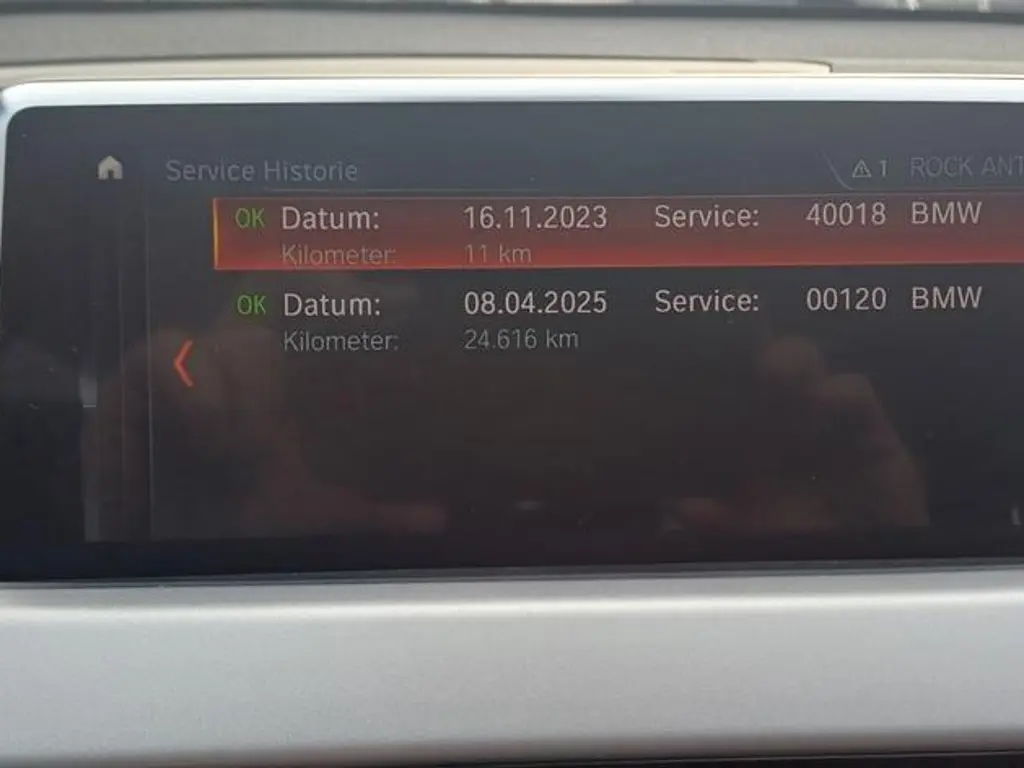 Service Historie
1 ROCK ANT
OK Datum: 16.11.2023 Service: 40018 BMW
Kilometer: 11 km
OK Datum: 08.04.2025 Service: 00120 BMW
Kilometer: 24.616 km